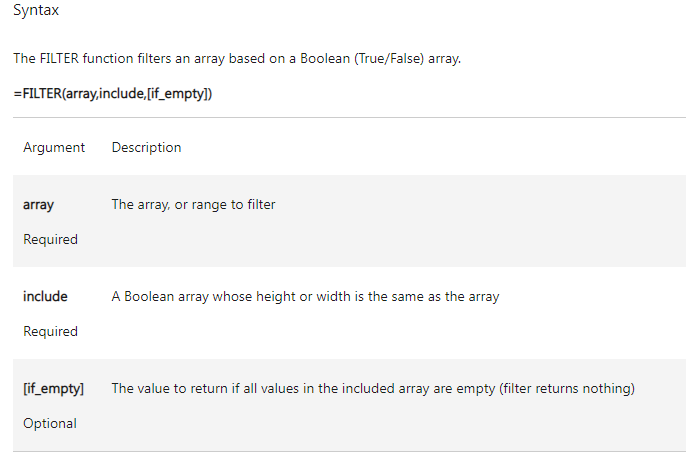 Syntax
The FILTER function filters an array based on a Boolean (True/False) array.
=FILTER(array,include,[if_empty])
Argument Description
array The array, or range to filter
Required
include A Boolean array whose height or width is the same as the array
Required
[if_empty] The value to return if all values in the included array are empty (filter returns nothing)
Optional